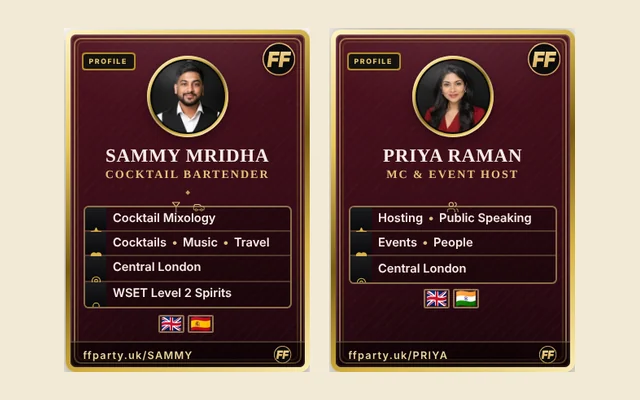 PROFILE
FF
SAMMY MRIDHA
COCKTAIL BARTENDER
Cocktail Mixology
Cocktails • Music • Travel
Central London
WSET Level 2 Spirits
ffparty.uk/SAMMY
FF
PROFILE
FF
PRIYA RAMAN
MC & EVENT HOST
Hosting • Public Speaking
Events • People
Central London
ffparty.uk/PRIYA
FF